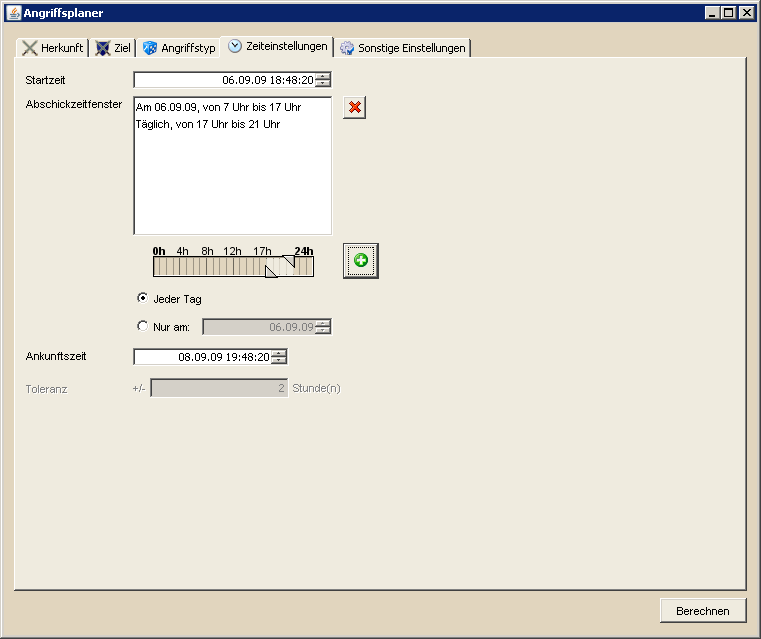 Angriffsplaner
Herkunft Ziel Angriffstyp Zeiteinstellungen Sonstige Einstellungen
Startzeit 06.09.09 18:48:20
Abschickzeitfenster
Am 06.09.09, von 7 Uhr bis 17 Uhr
Täglich, von 17 Uhr bis 21 Uhr
0h 4h 8h 12h 17h 24h
Jeder Tag
Nur am: 06.09.09
Ankunftszeit 08.09.09 19:48:20
Toleranz +/- 2 Stunde(n)
Berechnen